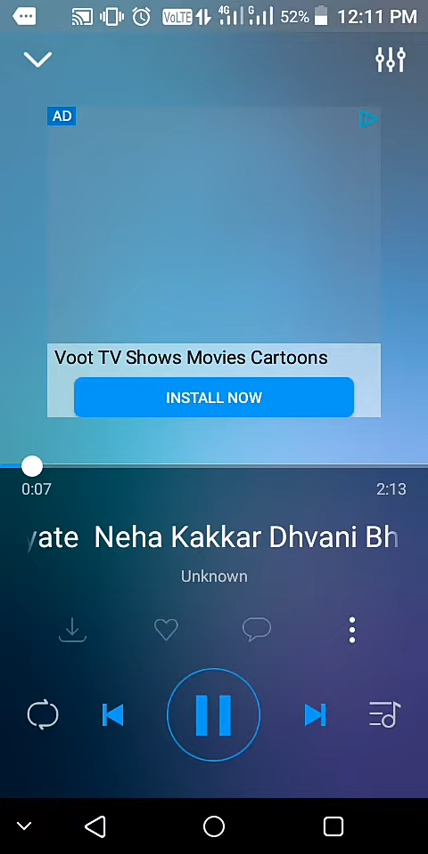 VoLTE 4G G 52% 12:11 PM
AD
Voot TV Shows Movies Cartoons
INSTALL NOW
0:07 2:13
yate Neha Kakkar Dhvani Bh
Unknown